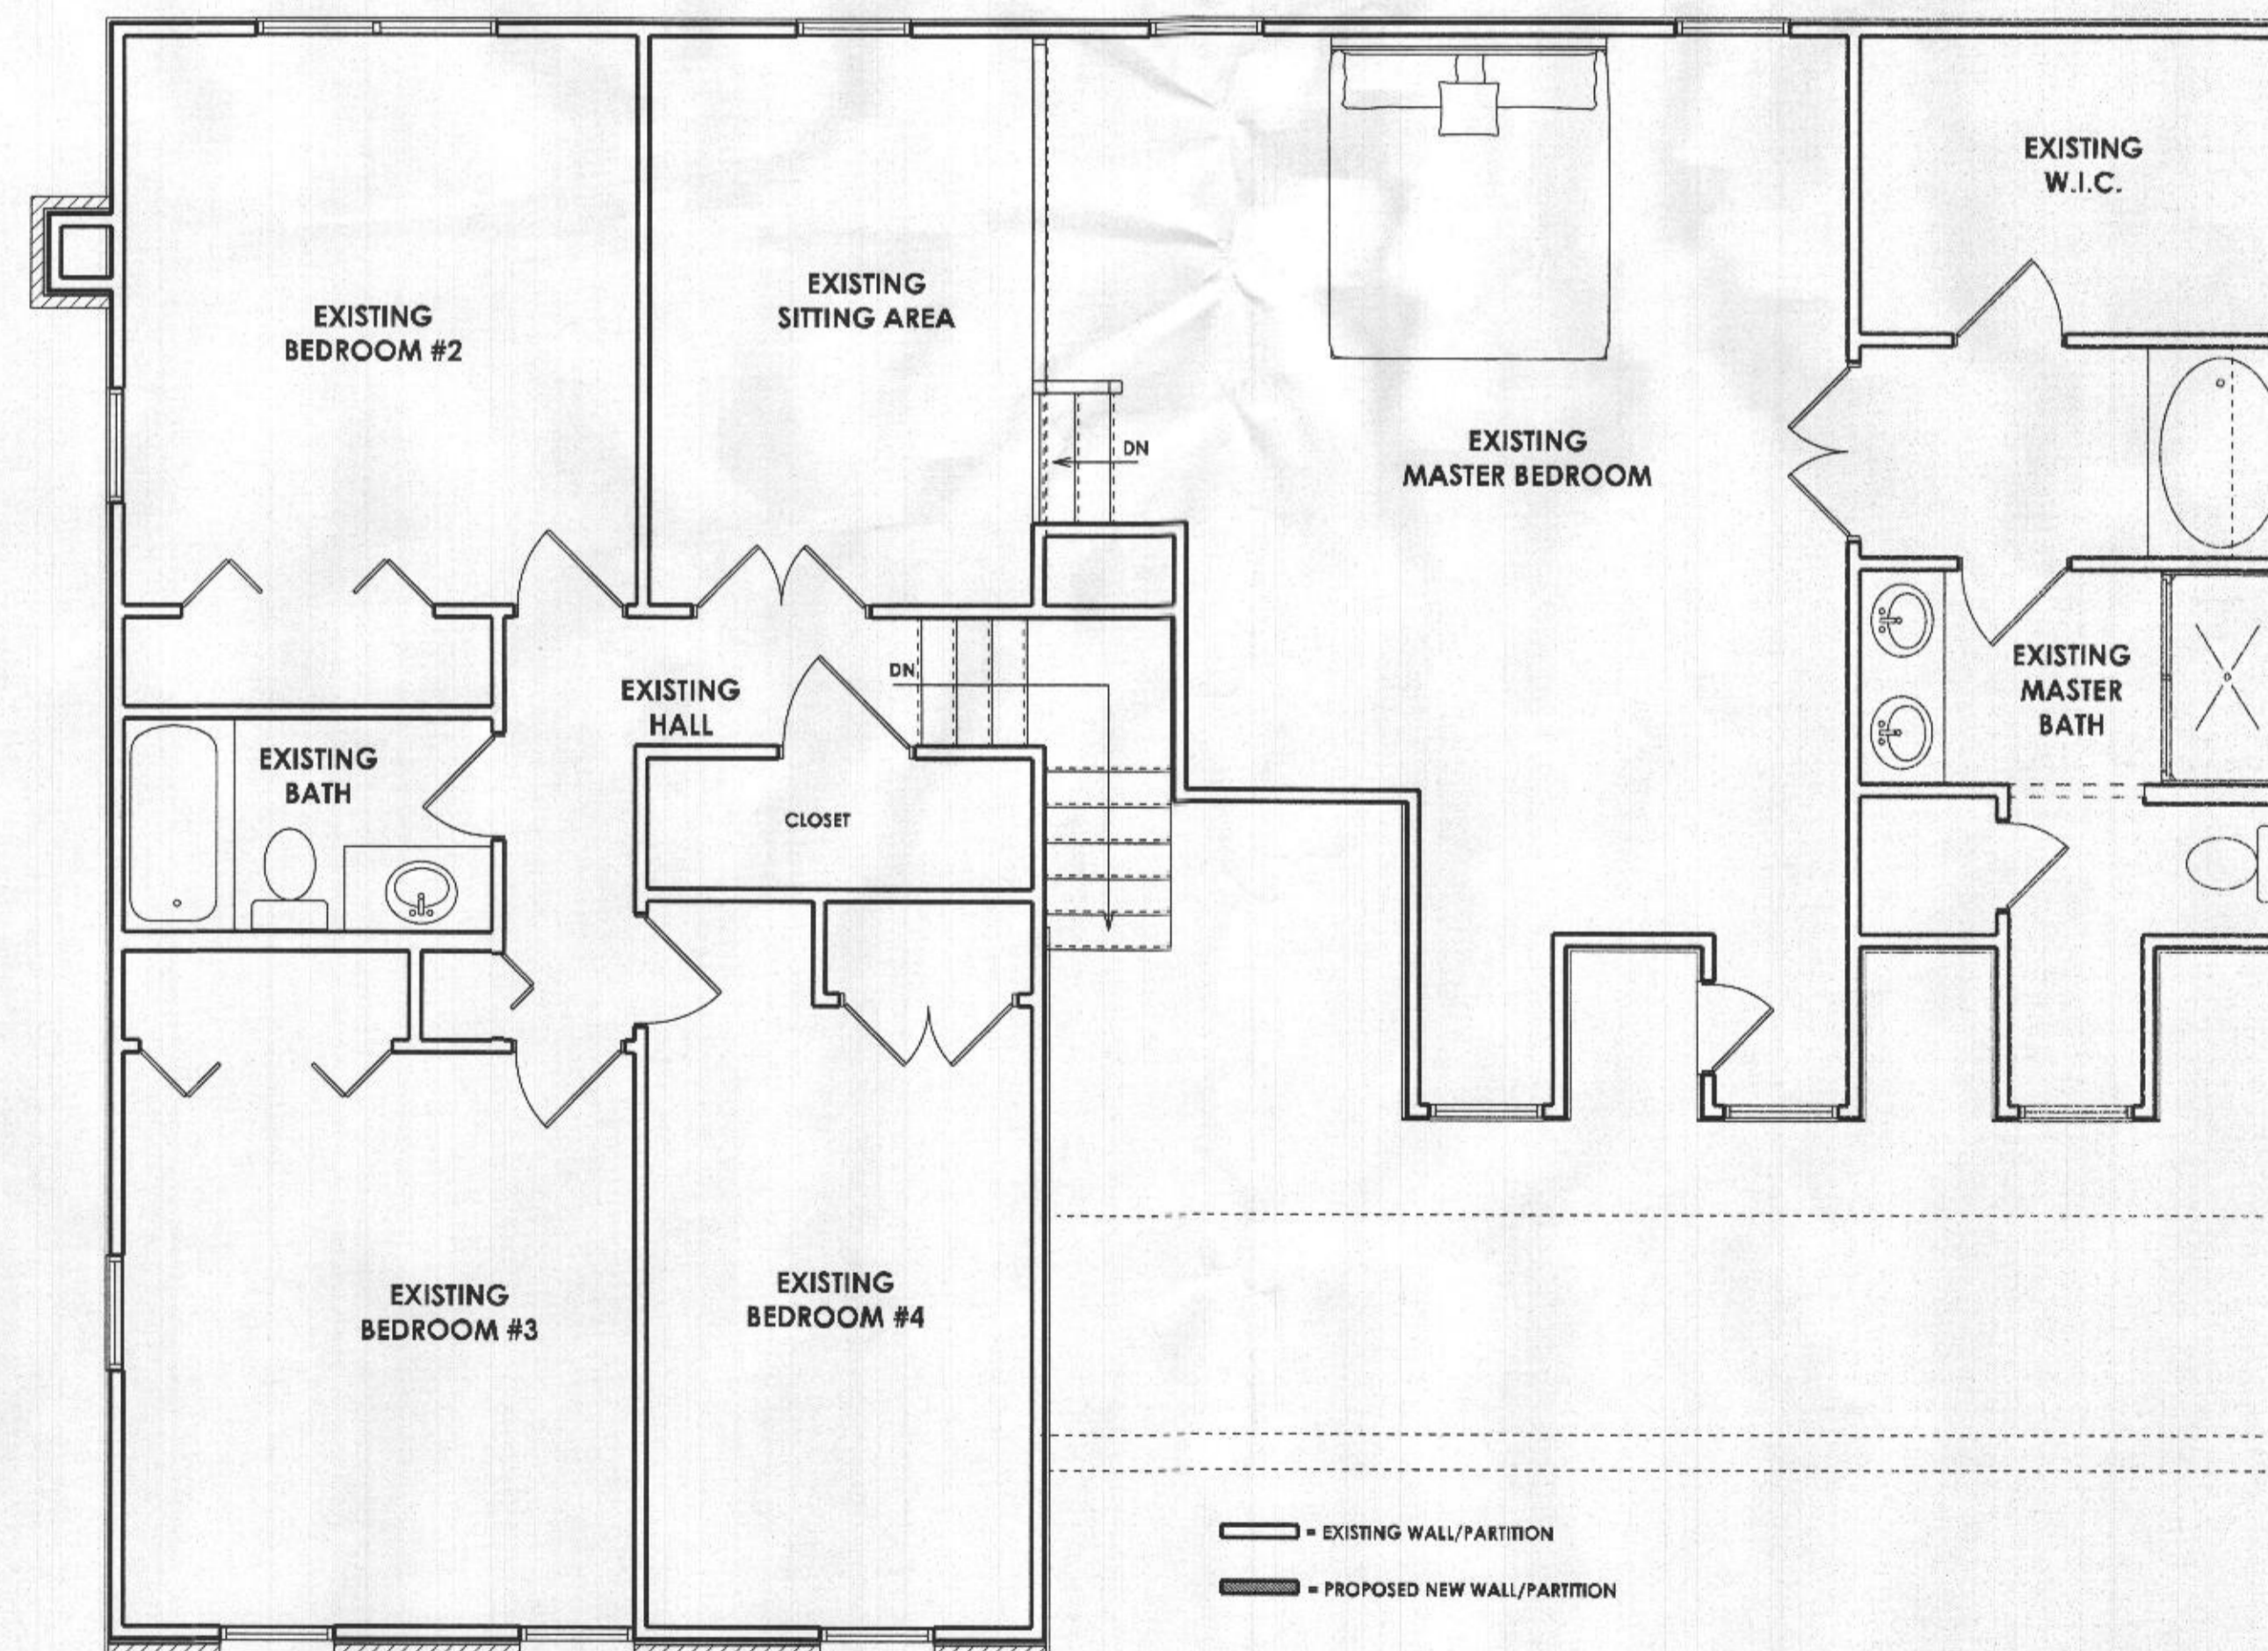 EXISTING
BEDROOM #2
EXISTING
SITTING AREA
EXISTING
W.I.C.
DN
EXISTING
MASTER BEDROOM
EXISTING
HALL
DN
EXISTING
MASTER
BATH
EXISTING
BATH
CLOSET
EXISTING
BEDROOM #3
EXISTING
BEDROOM #4
= EXISTING WALL/PARTITION
= PROPOSED NEW WALL/PARTITION